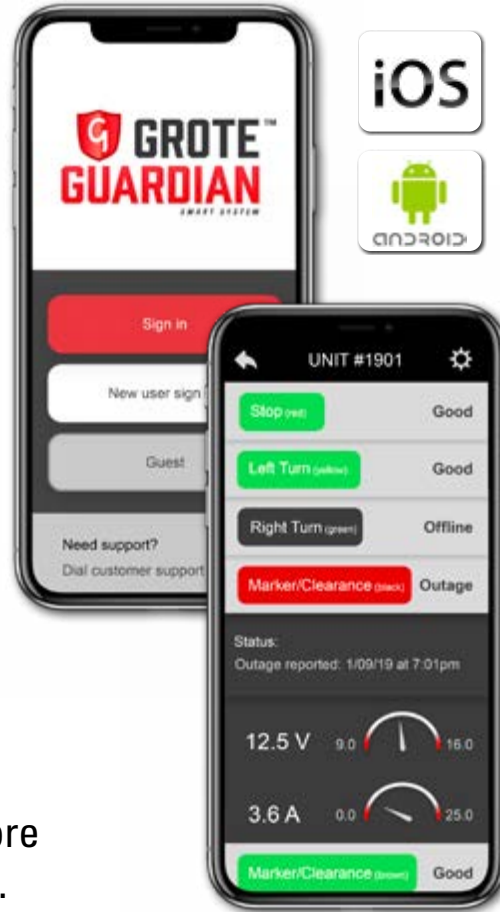 iOS
android
GROTE™
GUARDIAN
SMART SYSTEM
Sign in
New user sign
Guest
Need support?
Dial customer support
UNIT #1901
Stop (red) Good
Left Turn (yellow) Good
Right Turn (green) Offline
Marker/Clearance (black) Outage
Status:
Outage reported: 1/09/19 at 7:01pm
12.5 V 9.0 16.0
3.6 A 0.0 25.0
Marker/Clearance (brown) Good
ore
.